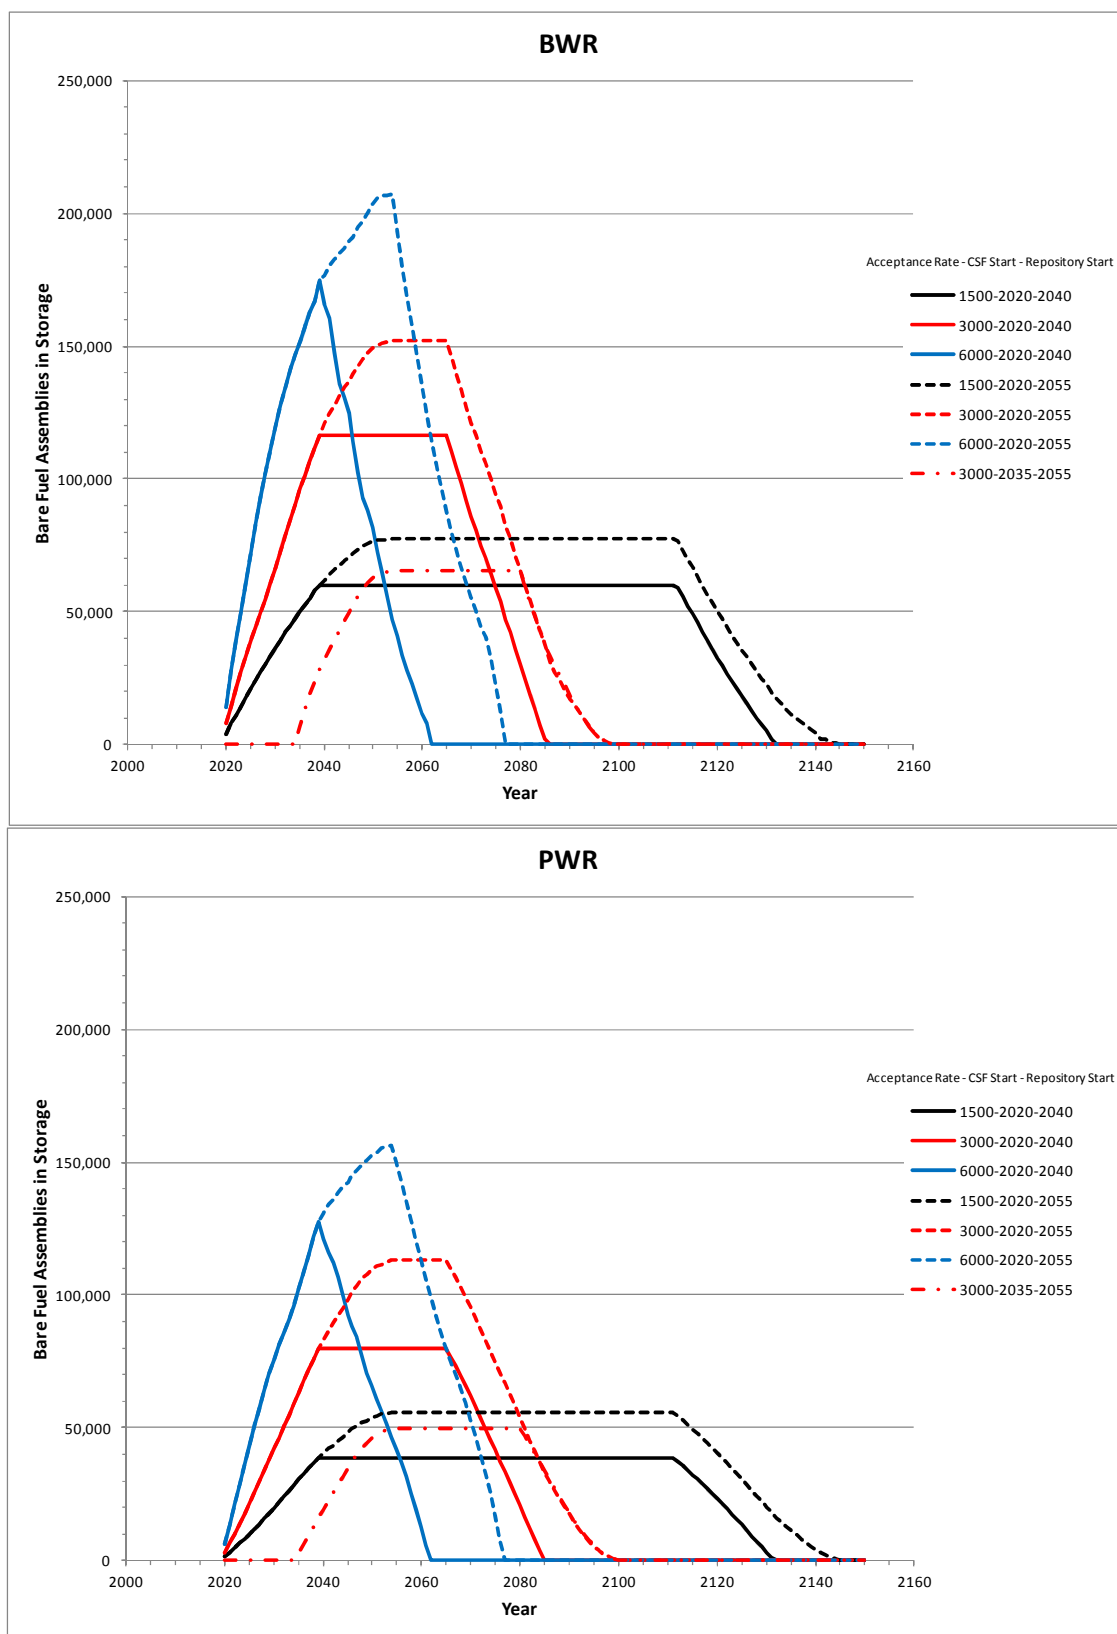 BWR
250,000
200,000
150,000
100,000
50,000
0
Bare Fuel Assemblies in Storage
2000 2020 2040 2060 2080 2100 2120 2140 2160
Year
Acceptance Rate - CSF Start - Repository Start
1500-2020-2040
3000-2020-2040
6000-2020-2040
1500-2020-2055
3000-2020-2055
6000-2020-2055
3000-2035-2055
PWR
250,000
200,000
150,000
100,000
50,000
0
Bare Fuel Assemblies in Storage
2000 2020 2040 2060 2080 2100 2120 2140 2160
Year
Acceptance Rate - CSF Start - Repository Start
1500-2020-2040
3000-2020-2040
6000-2020-2040
1500-2020-2055
3000-2020-2055
6000-2020-2055
3000-2035-2055